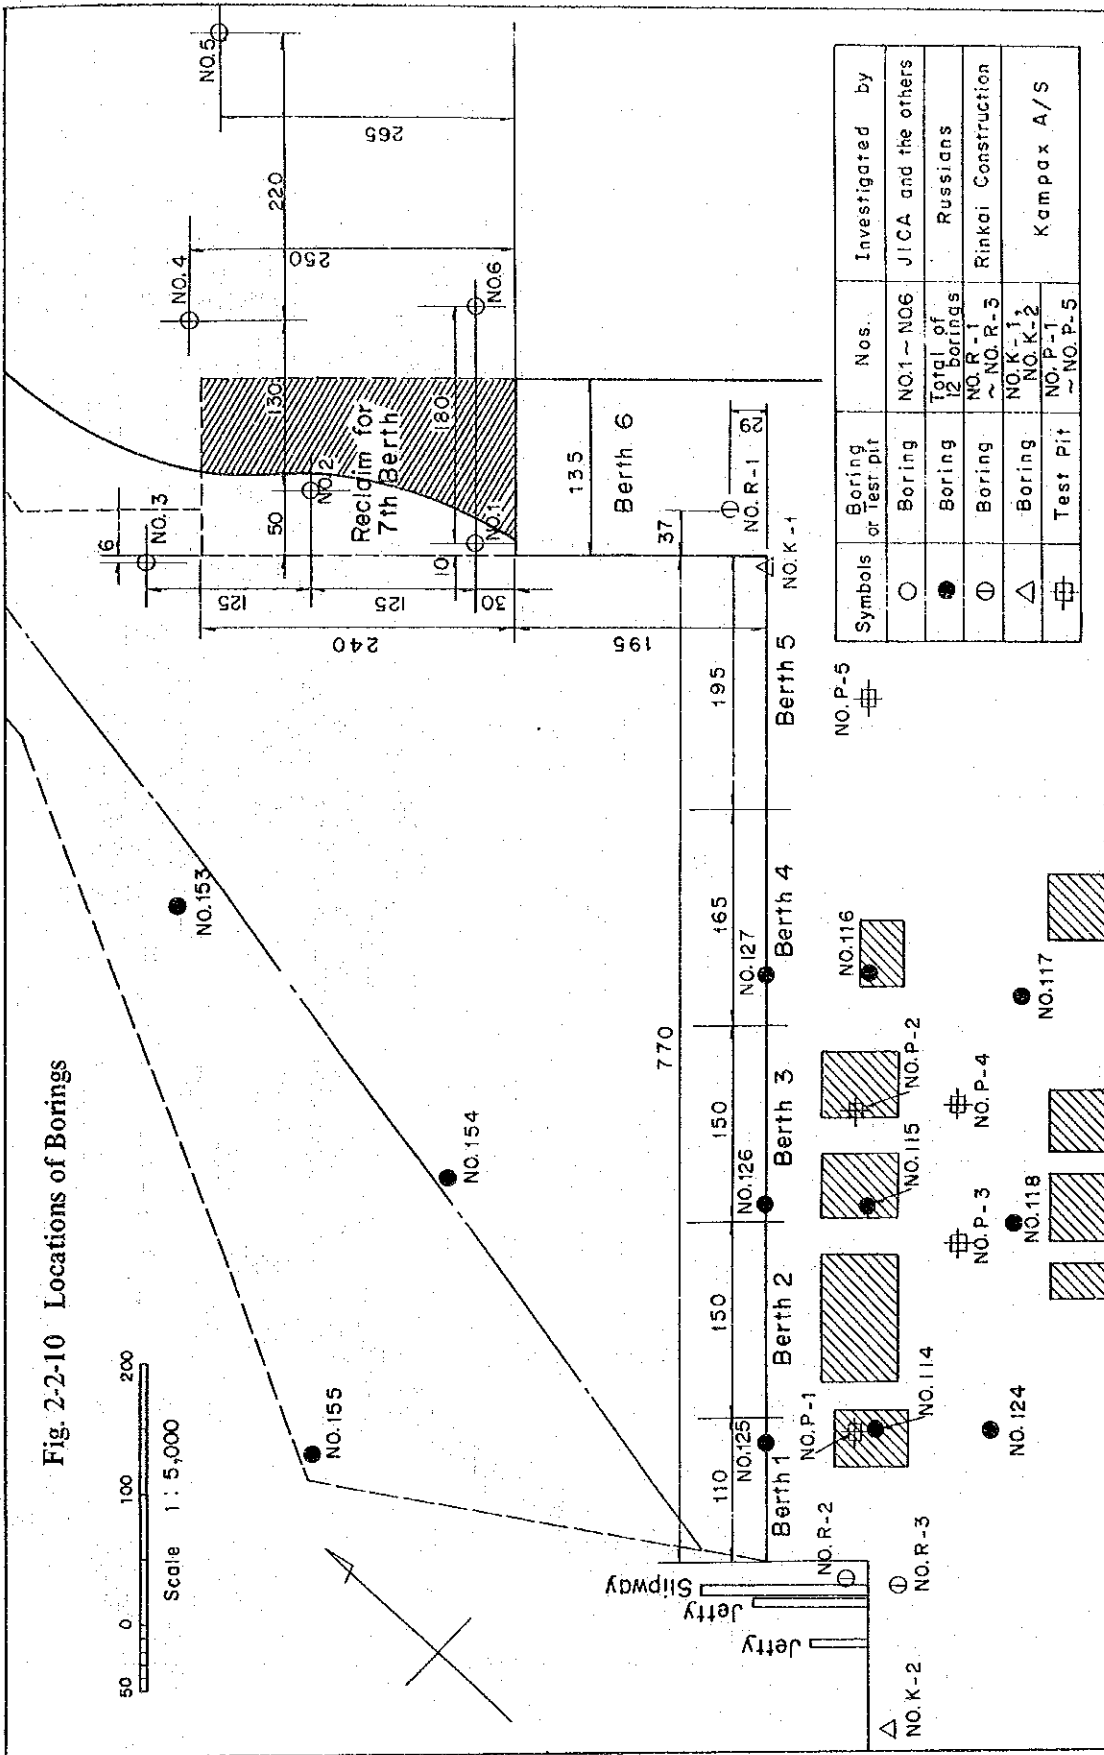 Fig. 2-2-10 Locations of Borings
50 0 100 200
Scale 1 : 5,000
NO.155
NO.154
NO.153
NO.3
NO.2
NO.1
NO.4
NO.5
NO.6
6
50
130
220
10
180
125
125
30
240
195
250
265
Reclaim for
7th Berth
135
Berth 6
37
29
NO.R-1
NO.K-1
770
110
150
150
165
195
Berth 1
Berth 2
Berth 3
Berth 4
Berth 5
NO.125
NO.126
NO.127
Slipway
Jetty
Jetty
NO.R-2
NO.R-3
NO.K-2
NO.P-1
NO.114
NO.124
NO.115
NO.P-2
NO.P-3
NO.P-4
NO.118
NO.116
NO.117
NO.P-5
Symbols Boring or Test pit Nos. Investigated by
Boring NO.1~NO.6 JICA and the others
Boring Total of 12 borings Russians
Boring NO.R-1 ~NO.R-3 Rinkai Construction
Boring NO.K-1, NO.K-2 Kampax A/S
Test Pit NO.P-1 ~NO.P-5